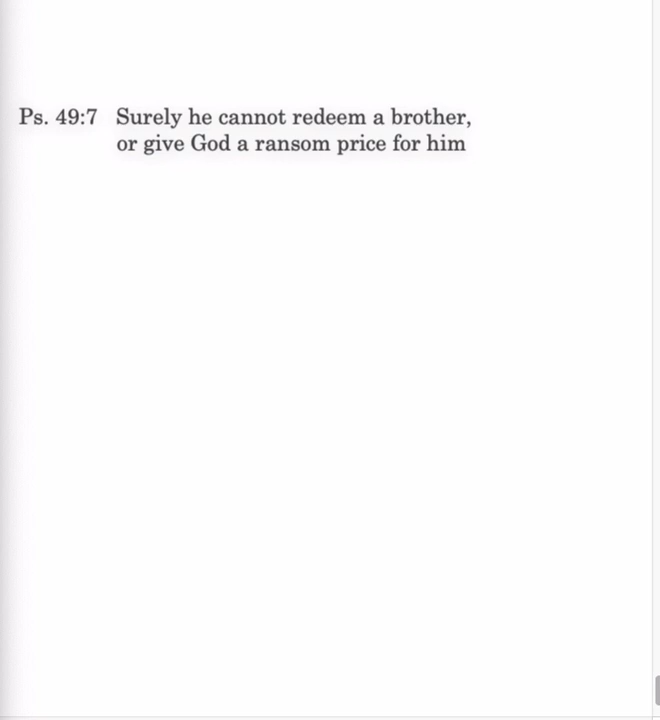 Ps. 49:7 Surely he cannot redeem a brother,
or give God a ransom price for him